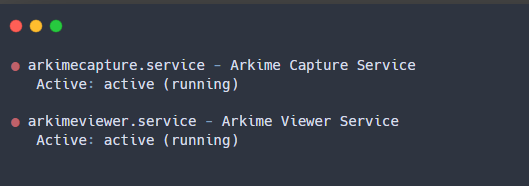 ● arkimecapture.service – Arkime Capture Service
Active: active (running)
● arkimeviewer.service – Arkime Viewer Service
Active: active (running)